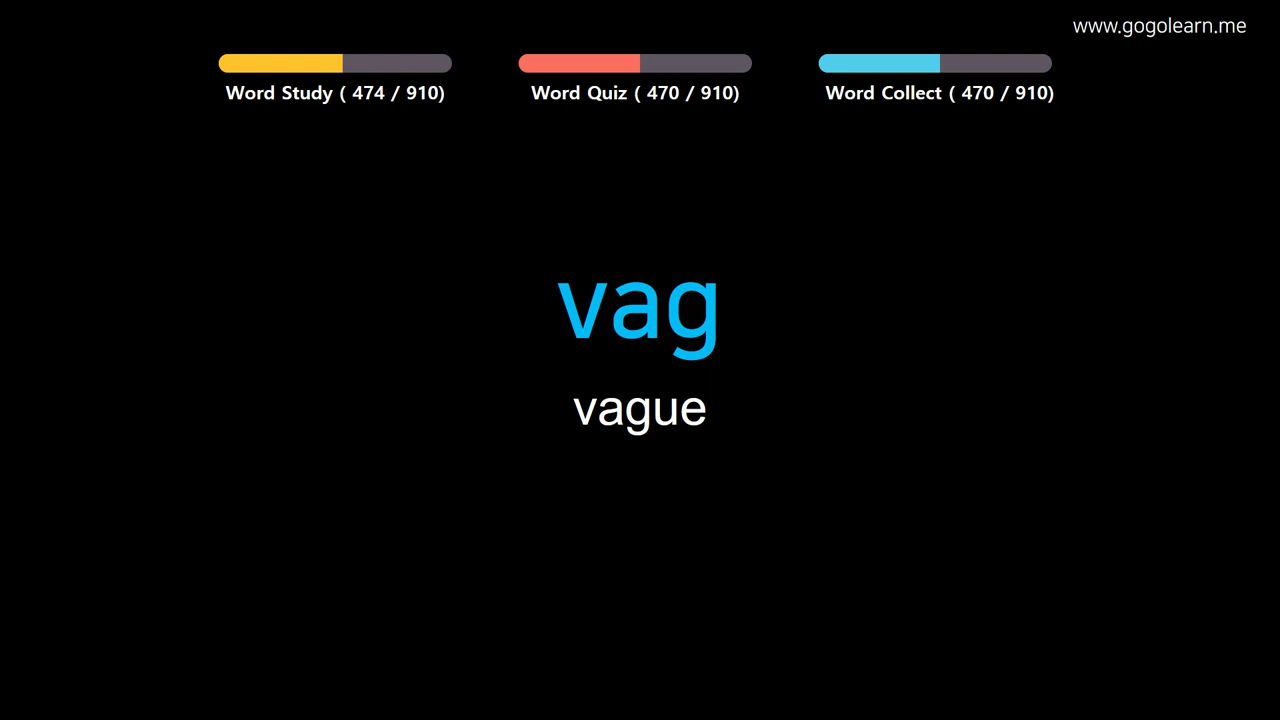 www.gogolearn.me
Word Study ( 474 / 910)
Word Quiz ( 470 / 910)
Word Collect ( 470 / 910)
vag
vague